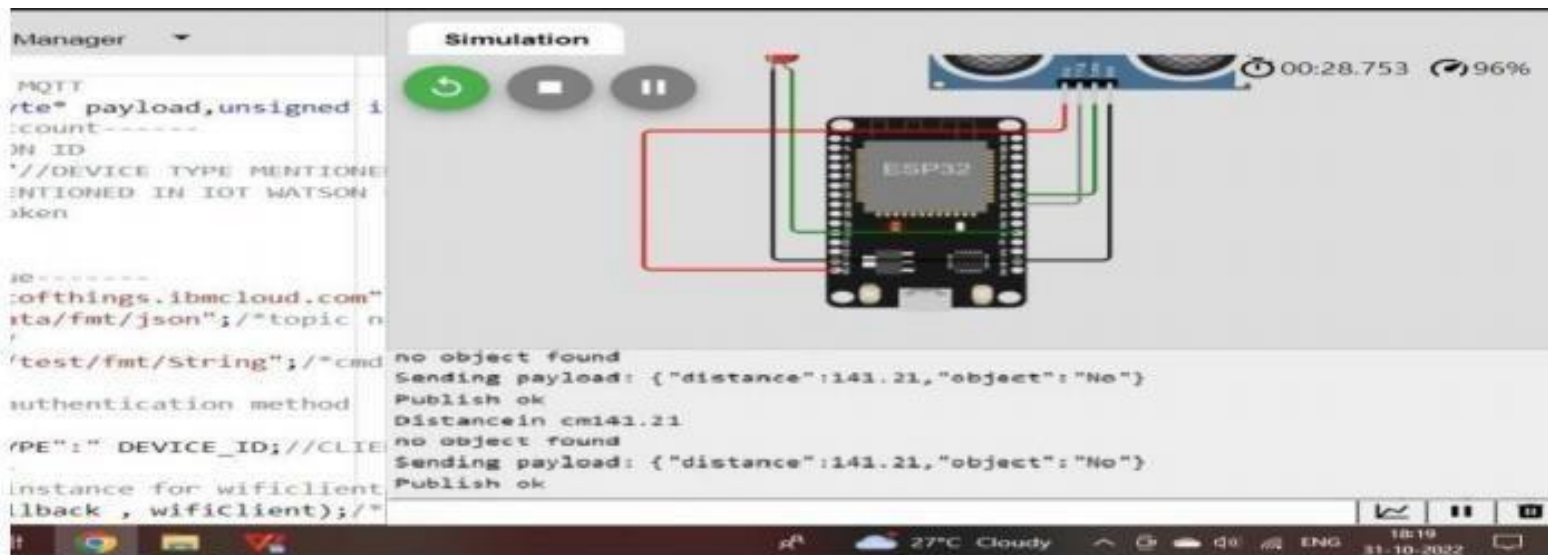 Manager
Simulation
00:28.753 96%
MQTT
yte* payload,unsigned i
ccount------
ON ID
"//DEVICE TYPE MENTIONE
ENTIONED IN IOT WATSON
oken
ue-------
ofthings.ibmcloud.com"
ata/fmt/json";/*topic n
/test/fmt/String";/*cmd
authentication method
YPE":" DEVICE_ID;//CLIE
instance for wificlient
llback , wifiClient);/*
ESP32
no object found
Sending payload: {"distance":141.21,"object":"No"}
Publish ok
Distancein cm141.21
no object found
Sending payload: {"distance":141.21,"object":"No"}
Publish ok
27°C Cloudy
ENG
18:19
31-10-2022